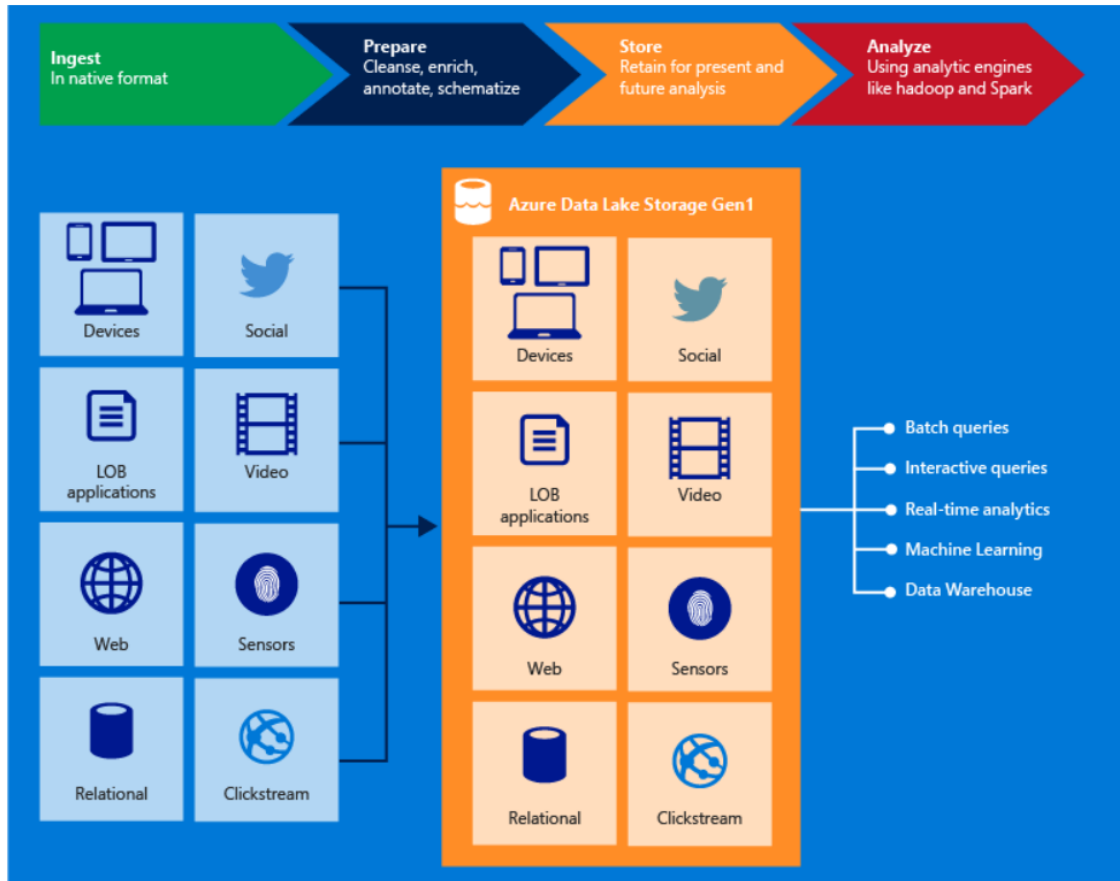 Ingest
In native format
Prepare
Cleanse, enrich,
annotate, schematize
Store
Retain for present and
future analysis
Analyze
Using analytic engines
like hadoop and Spark
Azure Data Lake Storage Gen1
Devices
Social
LOB
applications
Video
Web
Sensors
Relational
Clickstream
Devices
Social
LOB
applications
Video
Web
Sensors
Relational
Clickstream
Batch queries
Interactive queries
Real-time analytics
Machine Learning
Data Warehouse